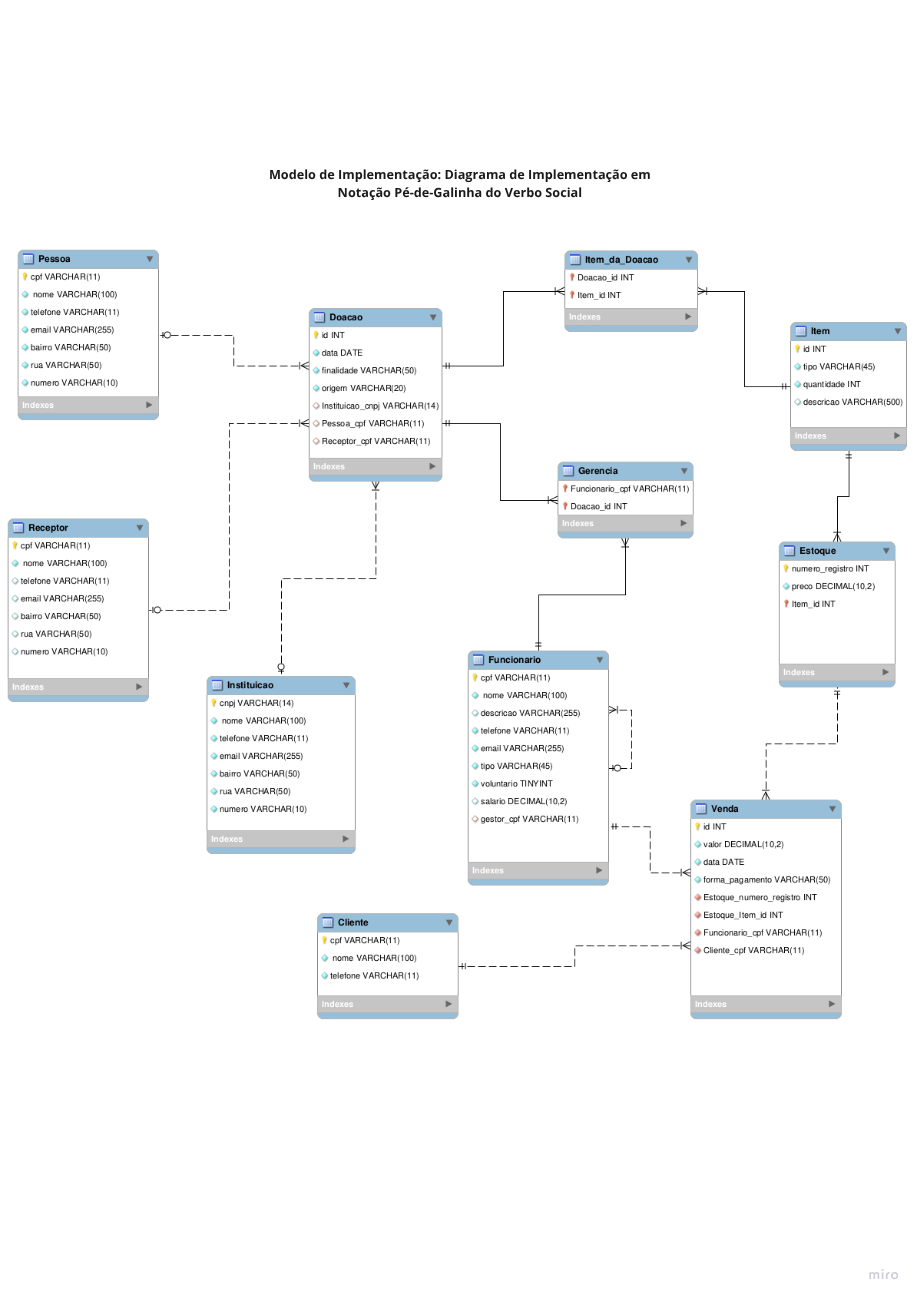 Modelo de Implementação: Diagrama de Implementação em
Notação Pé-de-Galinha do Verbo Social
Pessoa
cpf VARCHAR(11)
nome VARCHAR(100)
telefone VARCHAR(11)
email VARCHAR(255)
bairro VARCHAR(50)
rua VARCHAR(50)
numero VARCHAR(10)
Indexes
Doacao
id INT
data DATE
finalidade VARCHAR(50)
origem VARCHAR(20)
Instituicao_cnpj VARCHAR(14)
Pessoa_cpf VARCHAR(11)
Receptor_cpf VARCHAR(11)
Indexes
Item_da_Doacao
Doacao_id INT
Item_id INT
Indexes
Item
id INT
tipo VARCHAR(45)
quantidade INT
descricao VARCHAR(500)
Indexes
Gerencia
Funcionario_cpf VARCHAR(11)
Doacao_id INT
Indexes
Receptor
cpf VARCHAR(11)
nome VARCHAR(100)
telefone VARCHAR(11)
email VARCHAR(255)
bairro VARCHAR(50)
rua VARCHAR(50)
numero VARCHAR(10)
Indexes
Estoque
numero_registro INT
preco DECIMAL(10,2)
Item_id INT
Indexes
Instituicao
cnpj VARCHAR(14)
nome VARCHAR(100)
telefone VARCHAR(11)
email VARCHAR(255)
bairro VARCHAR(50)
rua VARCHAR(50)
numero VARCHAR(10)
Indexes
Funcionario
cpf VARCHAR(11)
nome VARCHAR(100)
descricao VARCHAR(255)
telefone VARCHAR(11)
email VARCHAR(255)
tipo VARCHAR(45)
voluntario TINYINT
salario DECIMAL(10,2)
gestor_cpf VARCHAR(11)
Indexes
Venda
id INT
valor DECIMAL(10,2)
data DATE
forma_pagamento VARCHAR(50)
Estoque_numero_registro INT
Estoque_Item_id INT
Funcionario_cpf VARCHAR(11)
Cliente_cpf VARCHAR(11)
Indexes
Cliente
cpf VARCHAR(11)
nome VARCHAR(100)
telefone VARCHAR(11)
Indexes
miro